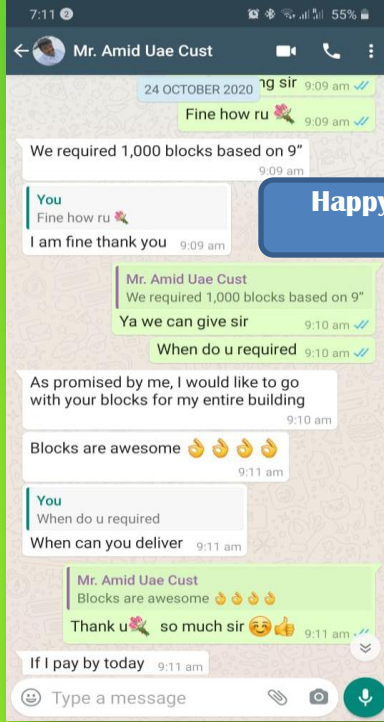 7:11 2
55%
Mr. Amid Uae Cust
24 OCTOBER 2020
ng sir 9:09 am
Fine how ru 💐 9:09 am
We required 1,000 blocks based on 9”
9:09 am
Happy
You
Fine how ru 💐
I am fine thank you 9:09 am
Mr. Amid Uae Cust
We required 1,000 blocks based on 9”
Ya we can give sir 9:10 am
When do u required 9:10 am
As promised by me, I would like to go
with your blocks for my entire building
9:10 am
Blocks are awesome 👌👌👌👌
9:11 am
You
When do u required
When can you deliver 9:11 am
Mr. Amid Uae Cust
Blocks are awesome 👌👌👌👌
Thank u💐 so much sir ☺️👍 9:11 am
If I pay by today 9:11 am
Type a message